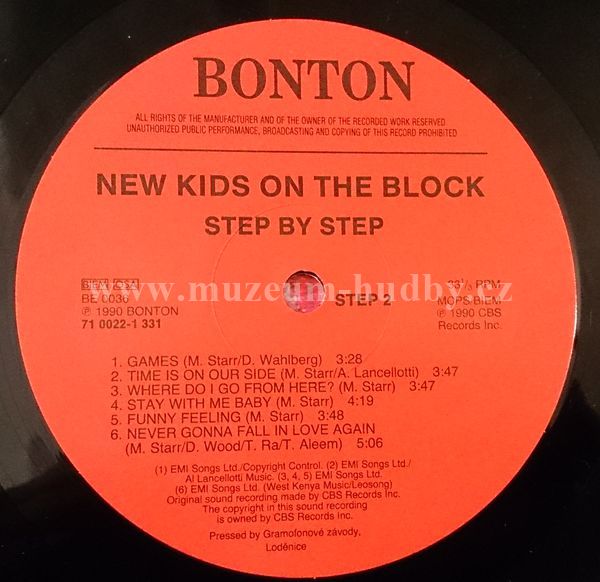 BONTON
ALL RIGHTS OF THE MANUFACTURER AND OF THE OWNER OF THE RECORDED WORK RESERVED
UNAUTHORIZED PUBLIC PERFORMANCE, BROADCASTING AND COPYING OF THIS RECORD PROHIBITED
NEW KIDS ON THE BLOCK
STEP BY STEP
BIEM OSA
BE 0036
℗ 1990 BONTON
71 0022-1 331
STEP 2
33 1/3 RPM
MCPS BIEM
℗ 1990 CBS
Records Inc.
www.muzeum-hudby.cz
1. GAMES (M. Starr/D. Wahlberg) 3:28
2. TIME IS ON OUR SIDE (M. Starr/A. Lancellotti) 3:47
3. WHERE DO I GO FROM HERE? (M. Starr) 3:47
4. STAY WITH ME BABY (M. Starr) 4:19
5. FUNNY FEELING (M. Starr) 3:48
6. NEVER GONNA FALL IN LOVE AGAIN
(M. Starr/D. Wood/T. Ra/T. Aleem) 5:06
(1) EMI Songs Ltd./Copyright Control. (2) EMI Songs Ltd./
Al Lancellotti Music. (3, 4, 5) EMI Songs Ltd.
(6) EMI Songs Ltd. (West Kenya Music/Leosong)
Original sound recording made by CBS Records Inc.
The copyright in this sound recording
is owned by CBS Records Inc.
Pressed by Gramofonové závody,
Loděnice